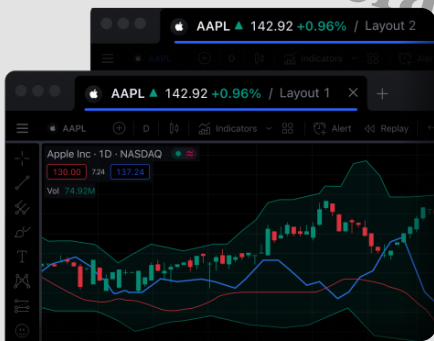 AAPL ▲ 142.92 +0.96% / Layout 2
AAPL D Indicators
AAPL ▲ 142.92 +0.96% / Layout 1 × +
AAPL D Indicators Alert Replay
Apple Inc · 1D · NASDAQ
130.00 7.24 137.24
Vol 74.92M